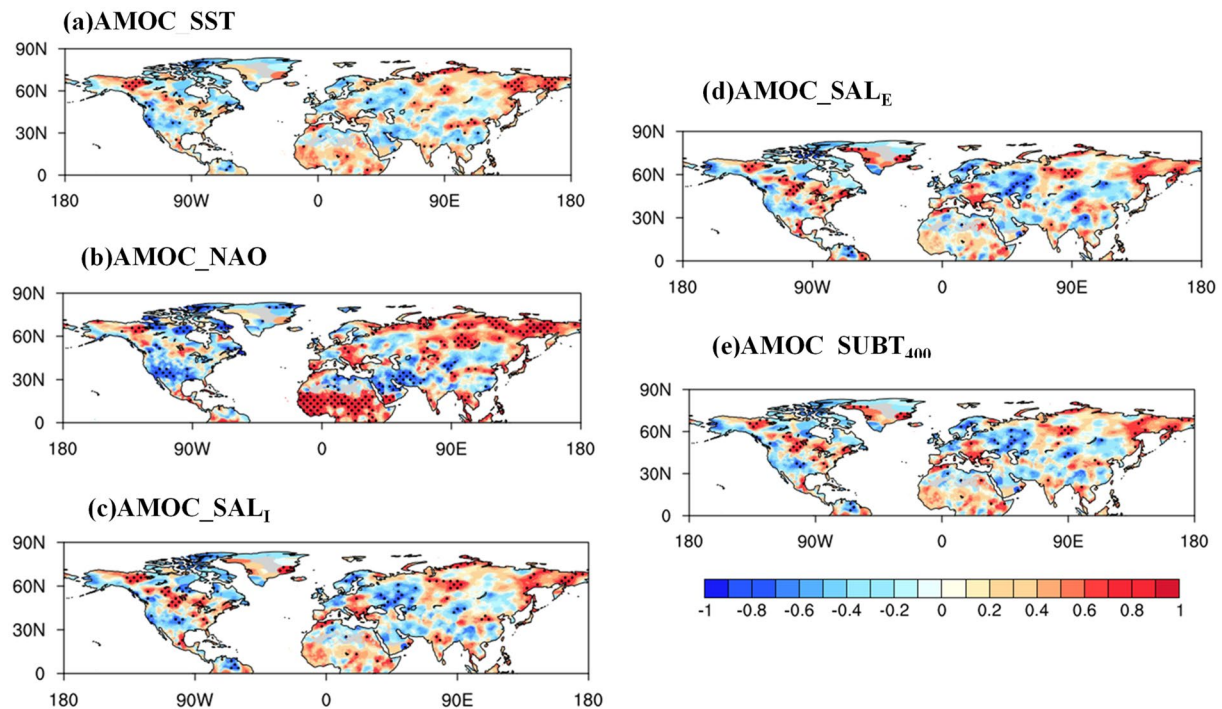 (a)AMOC_SST
90N
60N
30N
0
180 90W 0 90E 180
(b)AMOC_NAO
90N
60N
30N
0
180 90W 0 90E 180
(c)AMOC_SAL_I
90N
60N
30N
0
180 90W 0 90E 180
(d)AMOC_SAL_E
90N
60N
30N
0
180 90W 0 90E 180
(e)AMOC_SUBT_400
90N
60N
30N
0
180 90W 0 90E 180
-1 -0.8 -0.6 -0.4 -0.2 0 0.2 0.4 0.6 0.8 1